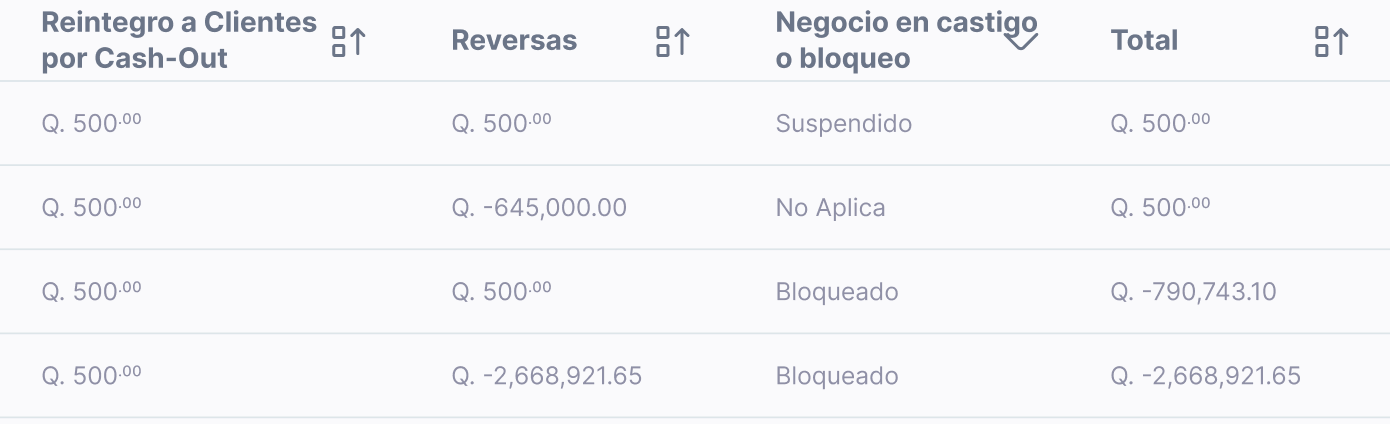 Reintegro a Clientes
por Cash-Out
Reversas
Negocio en castigo
o bloqueo
Total
Q. 500.00 Q. 500.00 Suspendido Q. 500.00
Q. 500.00 Q. -645,000.00 No Aplica Q. 500.00
Q. 500.00 Q. 500.00 Bloqueado Q. -790,743.10
Q. 500.00 Q. -2,668,921.65 Bloqueado Q. -2,668,921.65